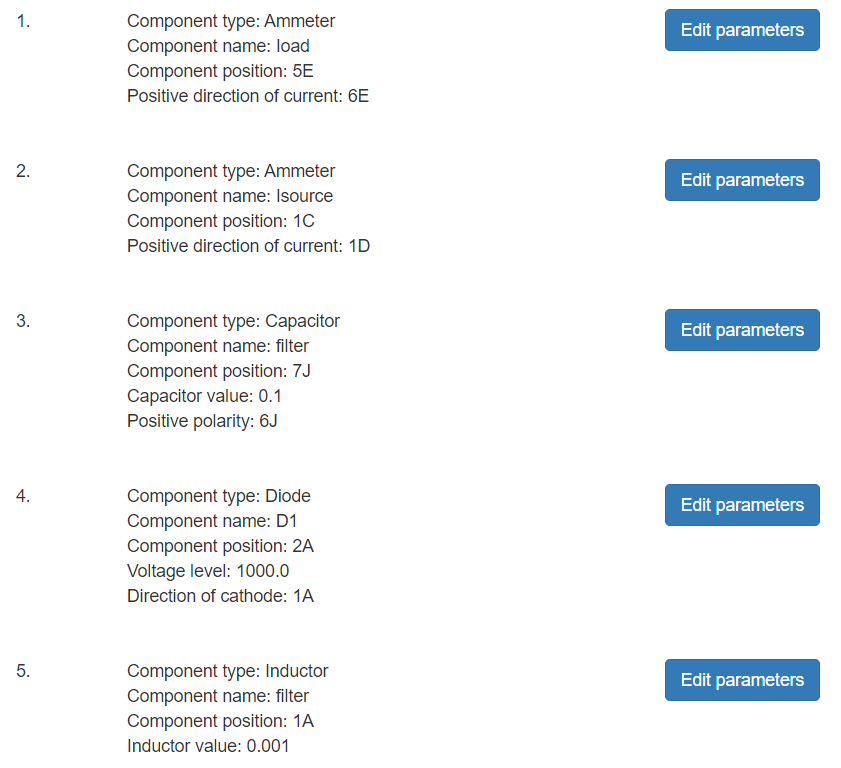 1.
Component type: Ammeter
Edit parameters
Component name: Ioad
Component position: 5E
Positive direction of current: 6E
2.
Component type: Ammeter
Edit parameters
Component name: Isource
Component position: 1C
Positive direction of current: 1D
3.
Component type: Capacitor
Edit parameters
Component name: filter
Component position: 7J
Capacitor value: 0.1
Positive polarity: 6J
4.
Component type: Diode
Edit parameters
Component name: D1
Component position: 2A
Voltage level: 1000.0
Direction of cathode: 1A
5.
Component type: Inductor
Edit parameters
Component name: filter
Component position: 1A
Inductor value: 0.001